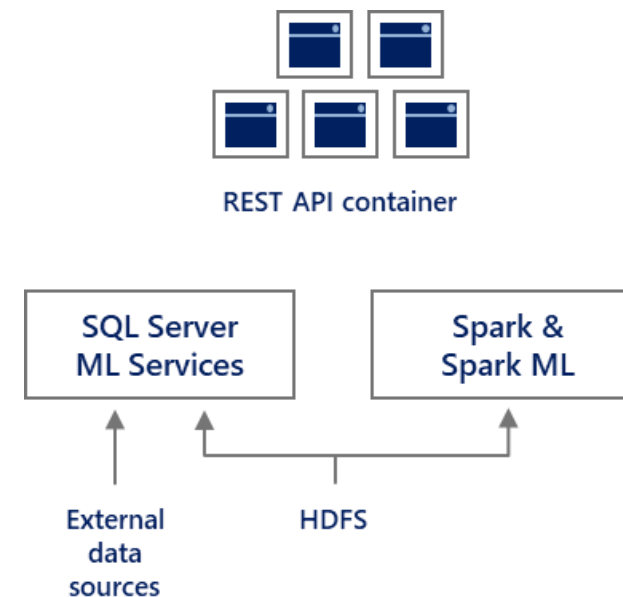 REST API container
SQL Server
ML Services
Spark &
Spark ML
External
data
sources
HDFS